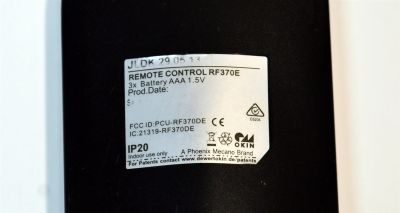 JLDK 29 05 13
REMOTE CONTROL RF370E
3x Battery AAA 1.5V
Prod.Date:
FCC ID:PCU-RF370DE
IC:21319-RF370DE
IP20
Indoor use only
OKIN
A Phoenix Mecano Brand
For Patents contact www.dewertokin.de/patents